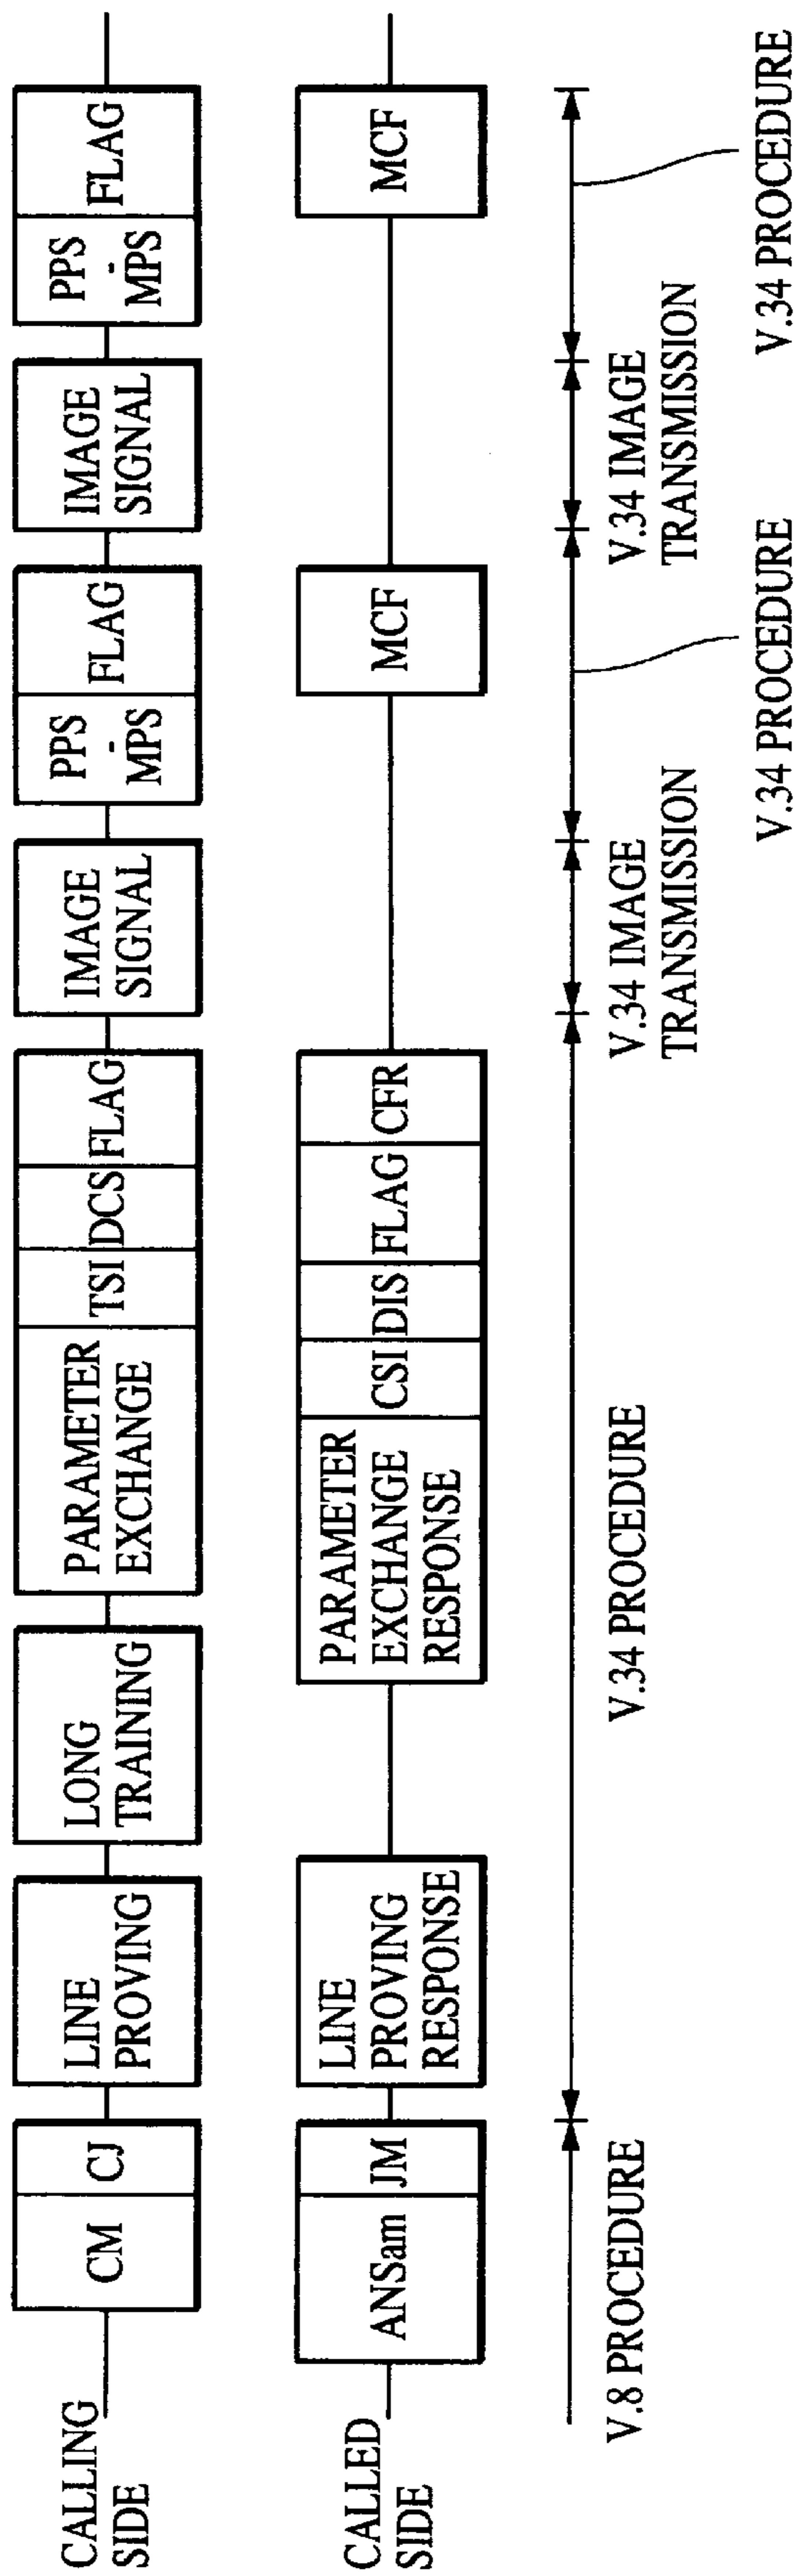 CALLING
SIDE
CM
CJ
LINE
PROVING
LONG
TRAINING
PARAMETER
EXCHANGE
TSI
DCS
FLAG
IMAGE
SIGNAL
PPS
-
MPS
FLAG
IMAGE
SIGNAL
PPS
-
MPS
FLAG
CALLED
SIDE
ANSam
JM
LINE
PROVING
RESPONSE
PARAMETER
EXCHANGE
RESPONSE
CSI
DIS
FLAG
CFR
MCF
MCF
V.8 PROCEDURE
V.34 PROCEDURE
V.34 IMAGE
TRANSMISSION
V.34 PROCEDURE
V.34 IMAGE
TRANSMISSION
V.34 PROCEDURE